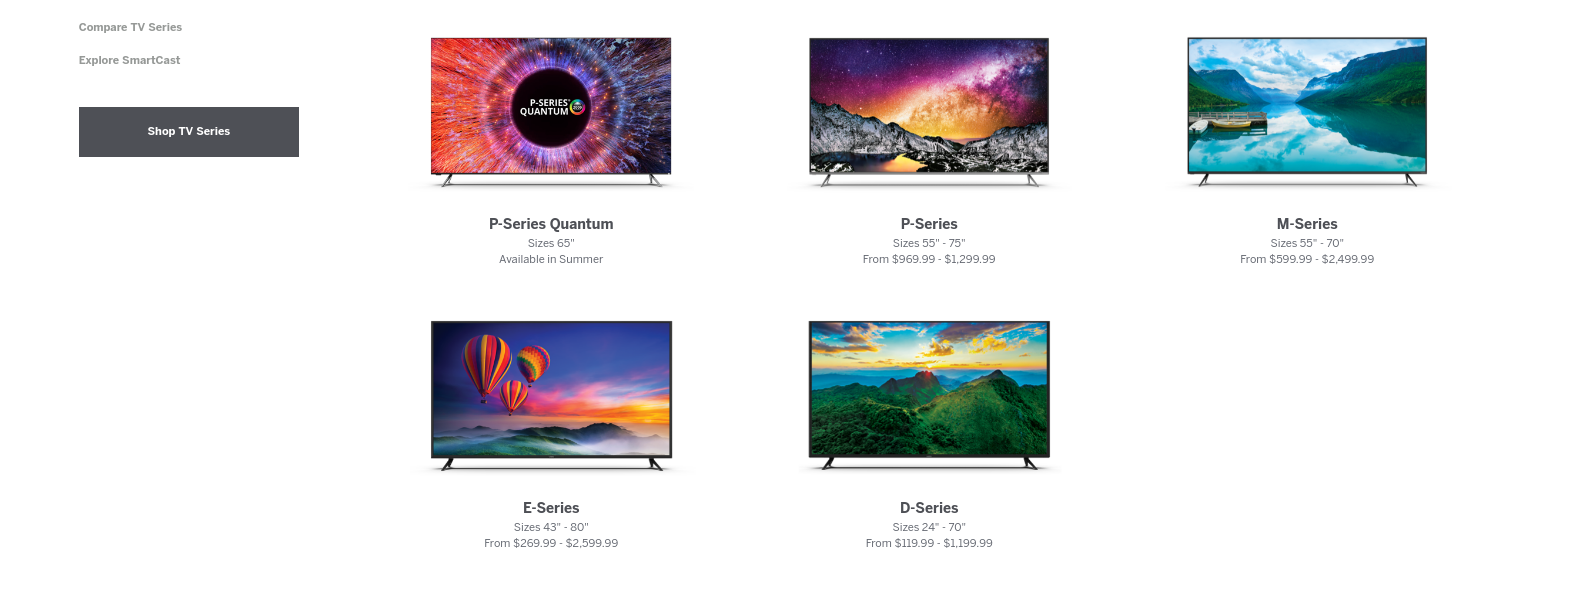 Compare TV Series
Explore SmartCast
Shop TV Series
P-SERIES
QUANTUM
P-Series Quantum
Sizes 65"
Available in Summer
P-Series
Sizes 55" - 75"
From $969.99 - $1,299.99
M-Series
Sizes 55" - 70"
From $599.99 - $2,499.99
E-Series
Sizes 43" - 80"
From $269.99 - $2,599.99
D-Series
Sizes 24" - 70"
From $119.99 - $1,199.99